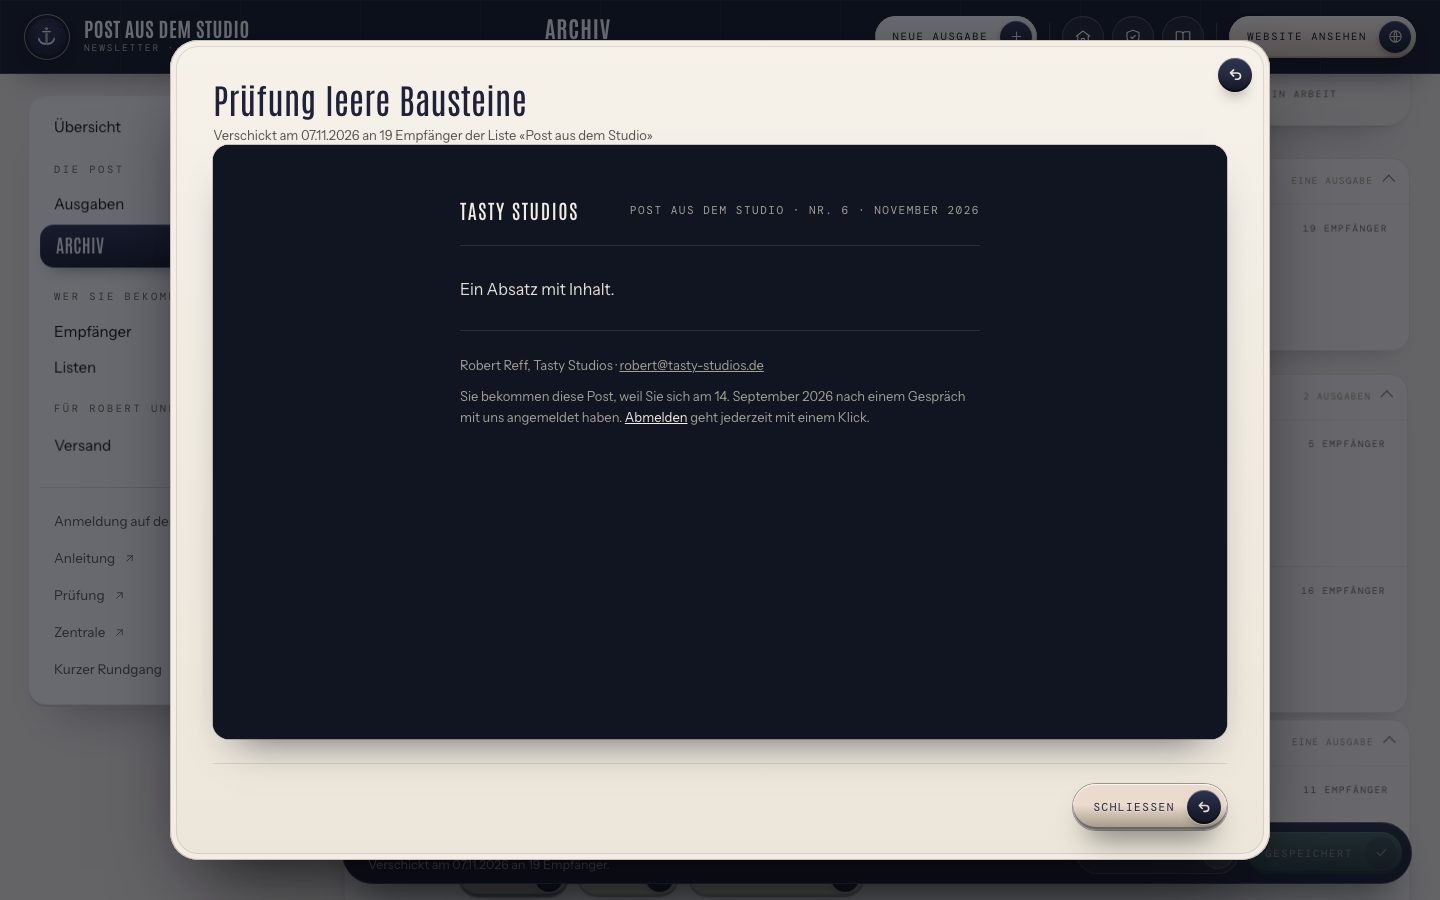 POST AUS DEM STUDIO
NEWSLETTER
ARCHIV
NEUE AUSGABE
WEBSITE ANSEHEN
Übersicht
DIE POST
Ausgaben
ARCHIV
Empfänger
Listen
Versand
Anmeldung auf de
Anleitung
Prüfung
Zentrale
Kurzer Rundgang
Prüfung leere Bausteine
Verschickt am 07.11.2026 an 19 Empfänger der Liste «Post aus dem Studio»
TASTY STUDIOS
POST AUS DEM STUDIO · NR. 6 · NOVEMBER 2026
Ein Absatz mit Inhalt.
Robert Reff, Tasty Studios · robert@tasty-studios.de
Sie bekommen diese Post, weil Sie sich am 14. September 2026 nach einem Gespräch
mit uns angemeldet haben. Abmelden geht jederzeit mit einem Klick.
SCHLIESSEN
IN ARBEIT
EINE AUSGABE
19 EMPFÄNGER
2 AUSGABEN
5 EMPFÄNGER
16 EMPFÄNGER
EINE AUSGABE
11 EMPFÄNGER
Verschickt am 07.11.2026 an 19 Empfänger.
GESPEICHERT